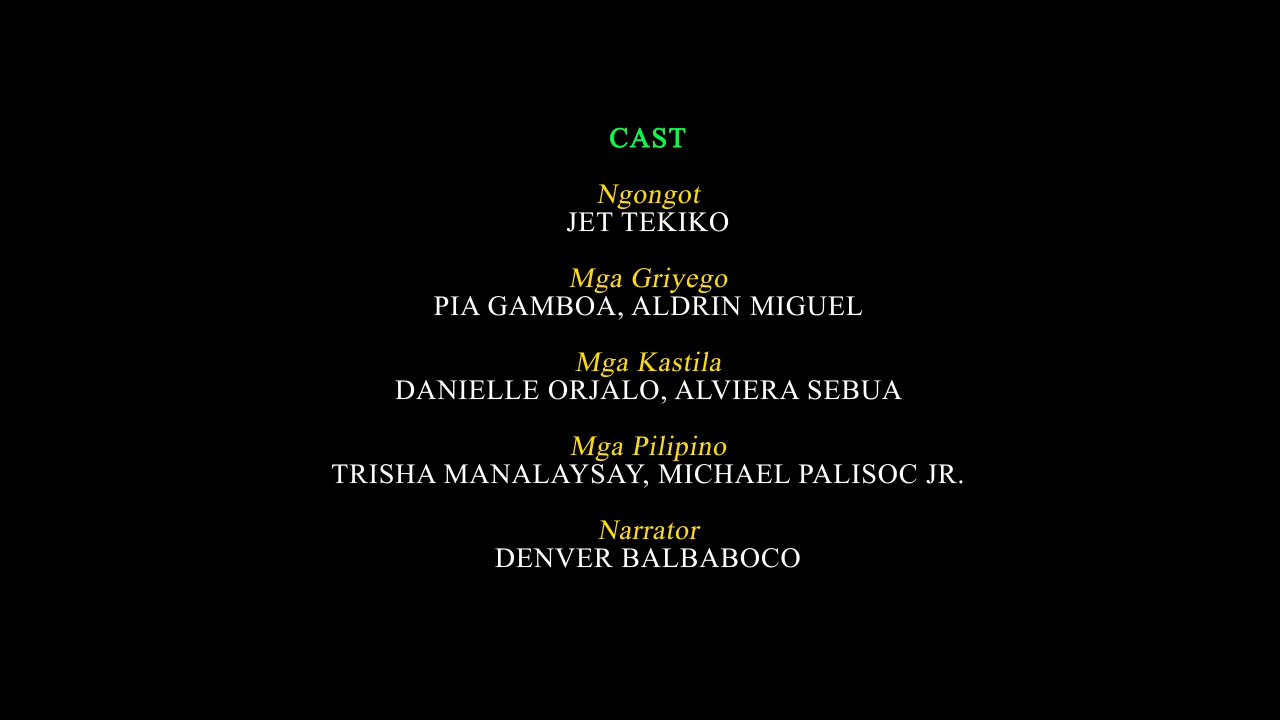 CAST
Ngongot
JET TEKIKO
Mga Griyego
PIA GAMBOA, ALDRIN MIGUEL
Mga Kastila
DANIELLE ORJALO, ALVIERA SEBUA
Mga Pilipino
TRISHA MANALAYSAY, MICHAEL PALISOC JR.
Narrator
DENVER BALBABOCO